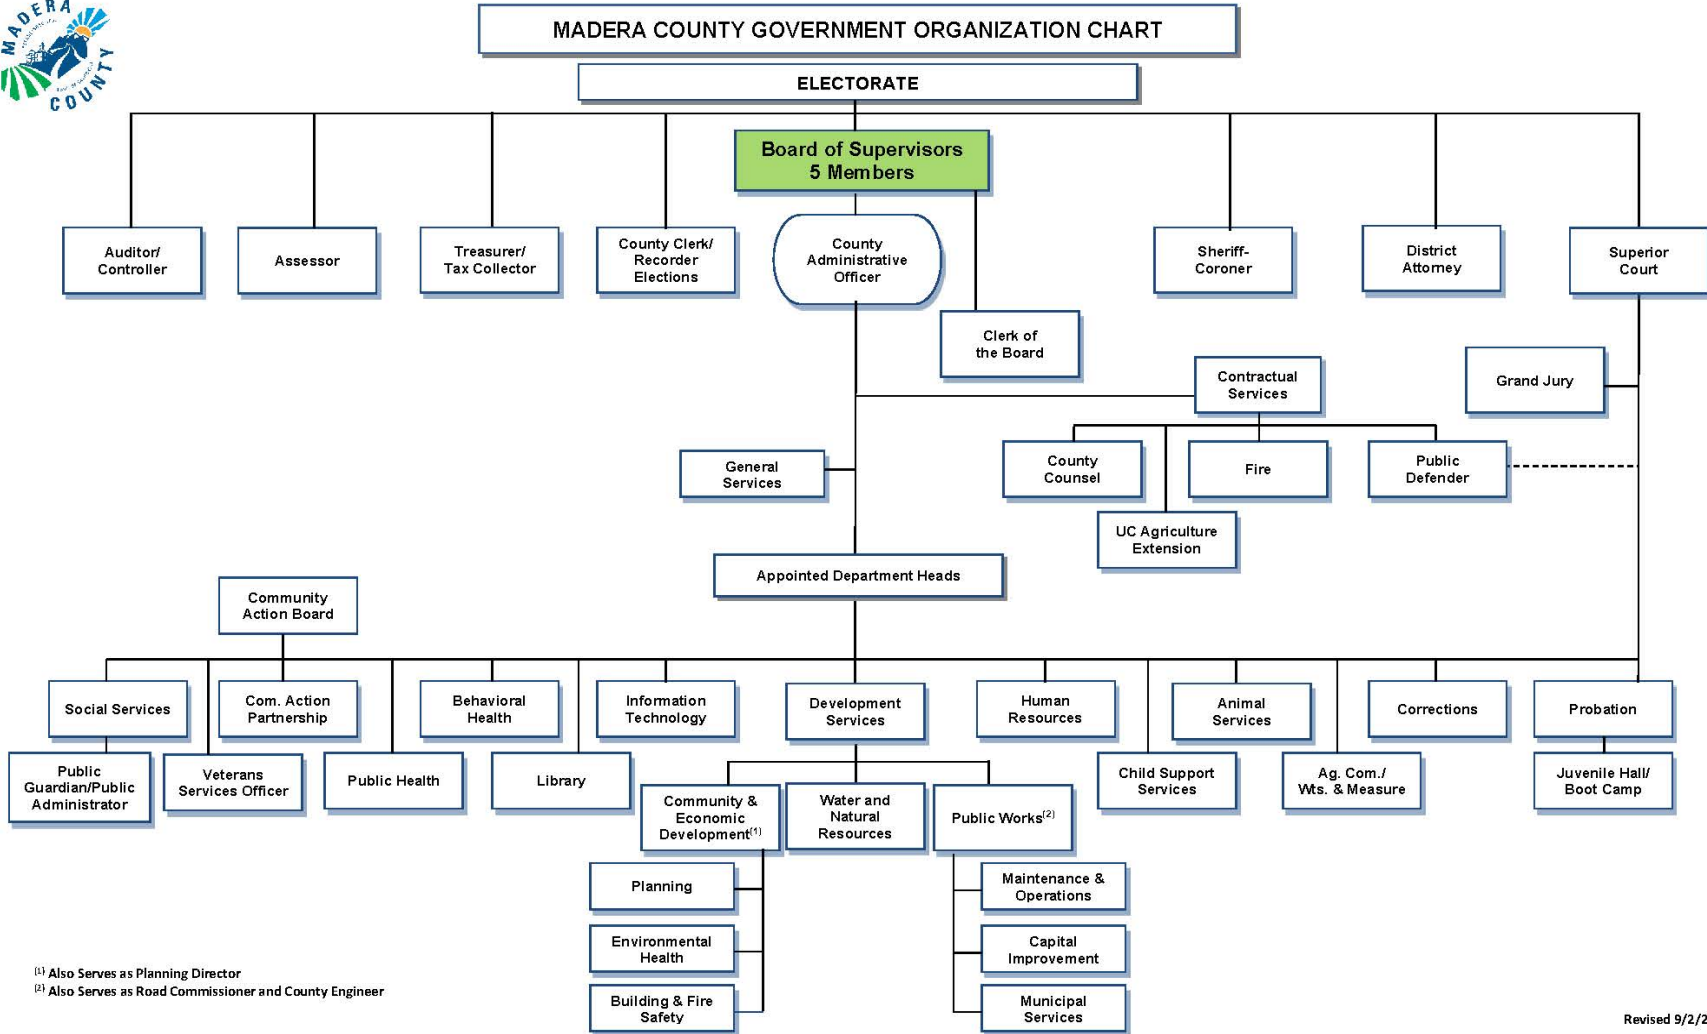 MADERA
COUNTY
MADERA COUNTY GOVERNMENT ORGANIZATION CHART
ELECTORATE
Board of Supervisors
5 Members
Auditor/
Controller
Assessor
Treasurer/
Tax Collector
County Clerk/
Recorder
Elections
County
Administrative
Officer
Sheriff-
Coroner
District
Attorney
Superior
Court
Clerk of
the Board
Contractual
Services
Grand Jury
General
Services
County
Counsel
Fire
Public
Defender
UC Agriculture
Extension
Appointed Department Heads
Community
Action Board
Social Services
Com. Action
Partnership
Behavioral
Health
Information
Technology
Development
Services
Human
Resources
Animal
Services
Corrections
Probation
Public
Guardian/Public
Administrator
Veterans
Services Officer
Public Health
Library
Child Support
Services
Ag. Com./
Wts. & Measure
Juvenile Hall/
Boot Camp
Community &
Economic
Development(1)
Water and
Natural
Resources
Public Works(2)
Planning
Environmental
Health
Building & Fire
Safety
Maintenance &
Operations
Capital
Improvement
Municipal
Services
(1) Also Serves as Planning Director
(2) Also Serves as Road Commissioner and County Engineer
Revised 9/2/2